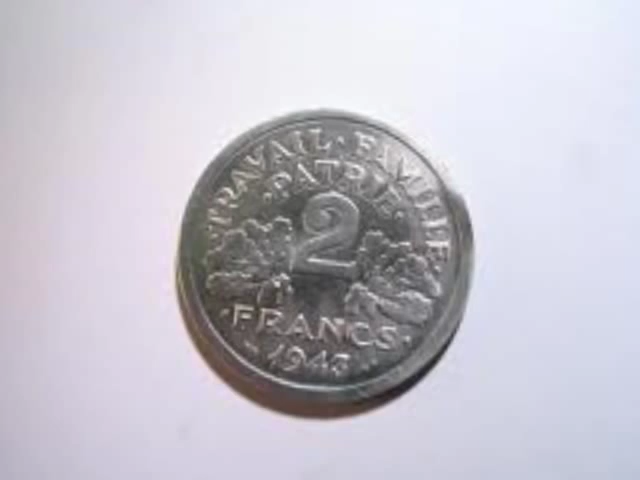 TRAVAIL · FAMILLE
· PATRIE ·
2
· FRANCS ·
1943